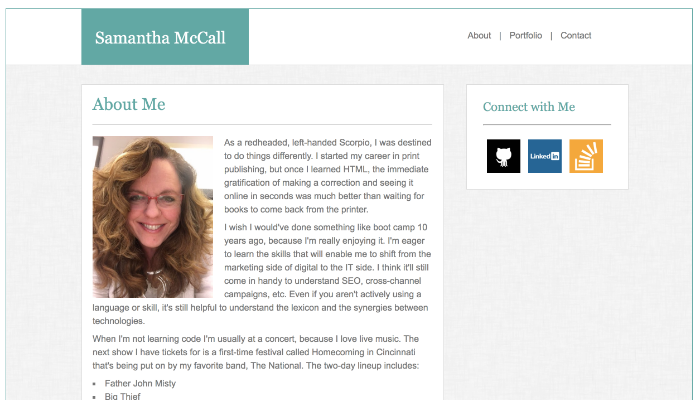 Samantha McCall
About | Portfolio | Contact
About Me
As a redheaded, left-handed Scorpio, I was destined
to do things differently. I started my career in print
publishing, but once I learned HTML, the immediate
gratification of making a correction and seeing it
online in seconds was much better than waiting for
books to come back from the printer.
I wish I would've done something like boot camp 10
years ago, because I'm really enjoying it. I'm eager
to learn the skills that will enable me to shift from the
marketing side of digital to the IT side. I think it'll still
come in handy to understand SEO, cross-channel
campaigns, etc. Even if you aren't actively using a
language or skill, it's still helpful to understand the lexicon and the synergies between
technologies.
When I'm not learning code I'm usually at a concert, because I love live music. The
next show I have tickets for is a first-time festival called Homecoming in Cincinnati
that's being put on by my favorite band, The National. The two-day lineup includes:
▪ Father John Misty
▪ Big Thief
Connect with Me
Linked in